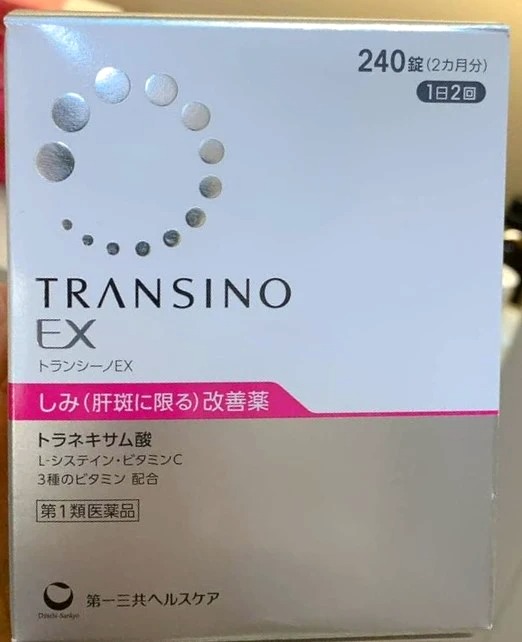 240錠(2カ月分)
1日2回
TRANSINO
EX
トランシーノEX
しみ(肝斑に限る)改善薬
トラネキサム酸
L-システイン・ビタミンC
3種のビタミン 配合
第1類医薬品
Daiichi-Sankyo
第一三共ヘルスケア